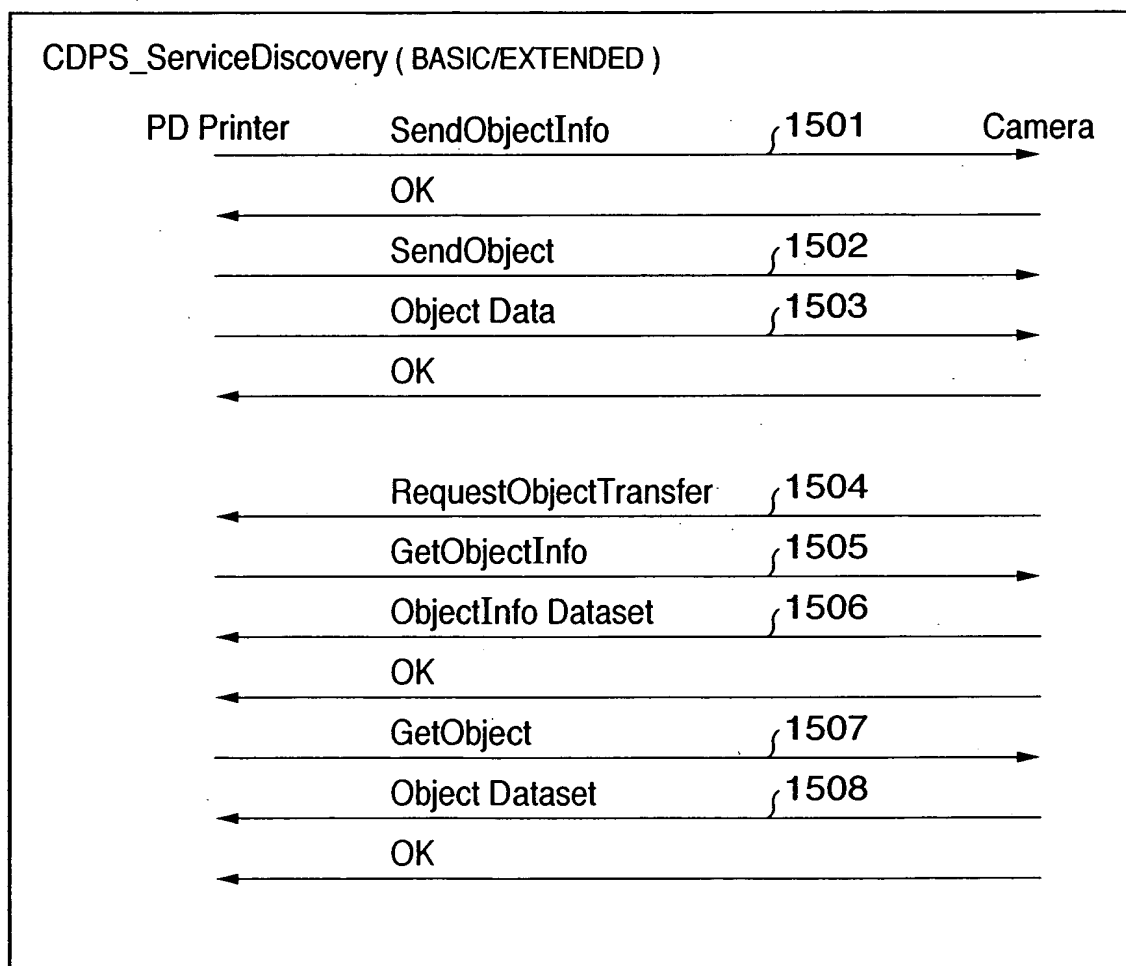 CDPS_ServiceDiscovery ( BASIC/EXTENDED )
PD Printer SendObjectInfo 1501 Camera
OK
SendObject 1502
Object Data 1503
OK
RequestObjectTransfer 1504
GetObjectInfo 1505
ObjectInfo Dataset 1506
OK
GetObject 1507
Object Dataset 1508
OK